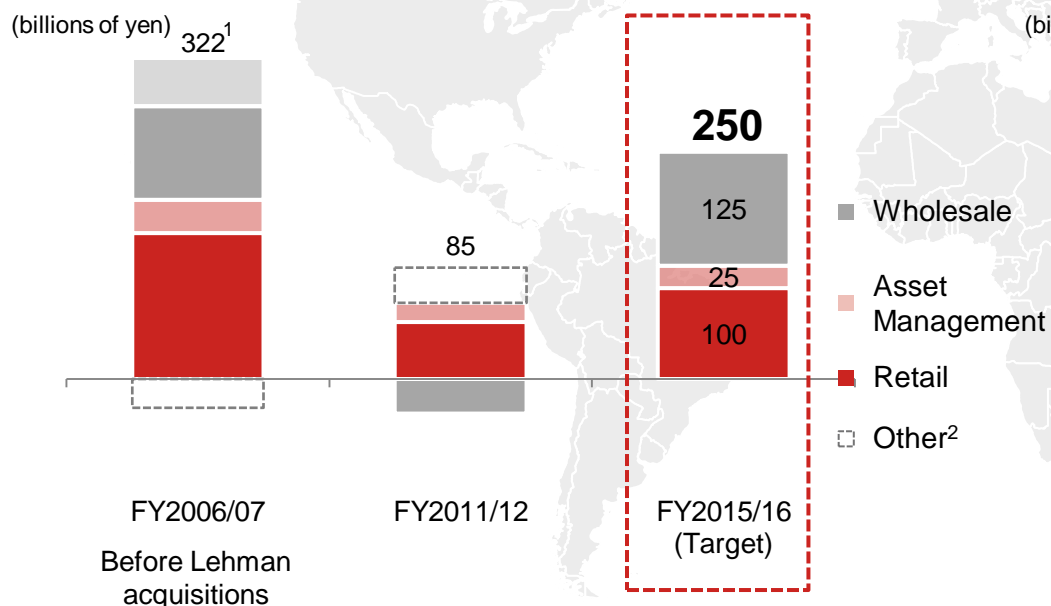 (billions of yen)
(bi
322¹
85
250
125
25
100
Wholesale
Asset
Management
Retail
Other²
FY2006/07
FY2011/12
FY2015/16
(Target)
Before Lehman
acquisitions